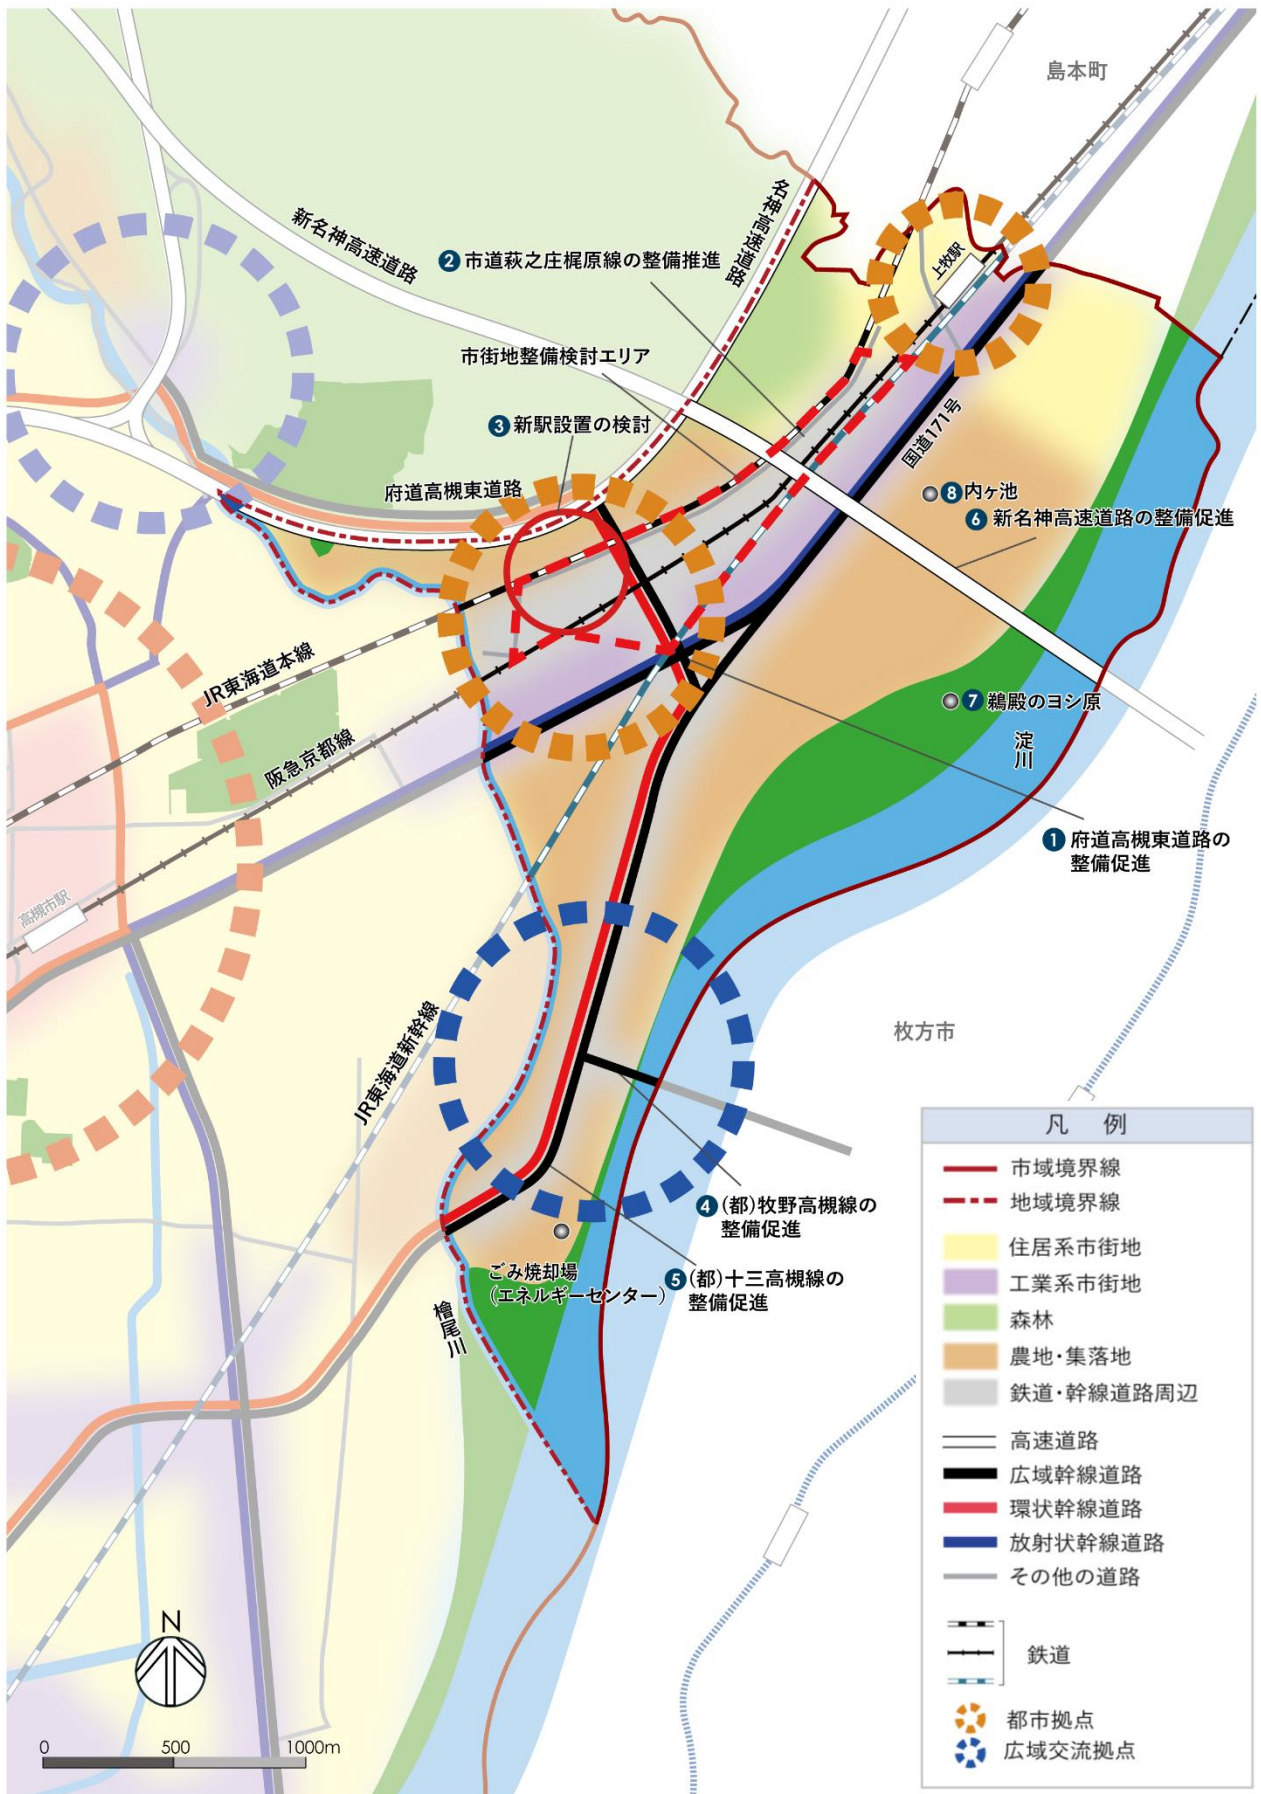 島本町
名神高速道路
新名神高速道路
上牧駅
❷ 市道萩之庄梶原線の整備推進
市街地整備検討エリア
❸ 新駅設置の検討
国道171号
府道高槻東道路
❽ 内ヶ池
❻ 新名神高速道路の整備促進
JR東海道本線
❼ 鵜殿のヨシ原
淀川
阪急京都線
❶ 府道高槻東道路の
整備促進
高槻市駅
JR東海道新幹線
枚方市
❹ (都)牧野高槻線の
整備促進
ごみ焼却場
(エネルギーセンター)
❺ (都)十三高槻線の
整備促進
檜尾川
凡 例
市域境界線
地域境界線
住居系市街地
工業系市街地
森林
農地・集落地
鉄道・幹線道路周辺
高速道路
広域幹線道路
環状幹線道路
放射状幹線道路
その他の道路
鉄道
都市拠点
広域交流拠点
N
0 500 1000m